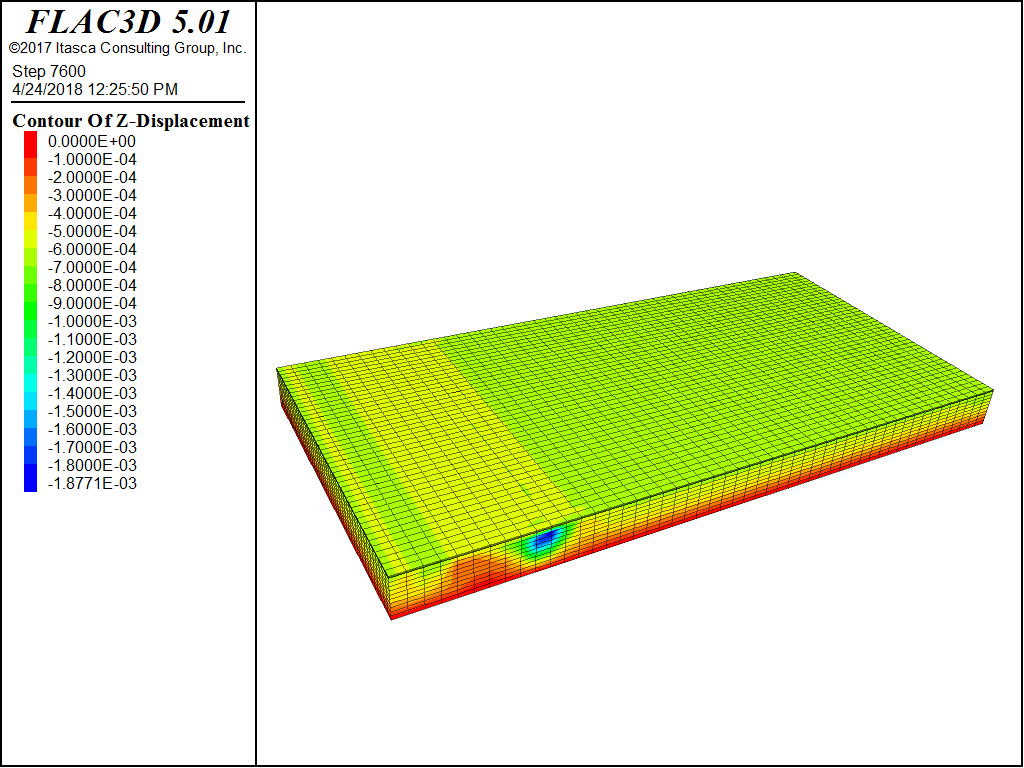 FLAC3D 5.01
©2017 Itasca Consulting Group, Inc.
Step 7600
4/24/2018 12:25:50 PM
Contour Of Z-Displacement
0.0000E+00
-1.0000E-04
-2.0000E-04
-3.0000E-04
-4.0000E-04
-5.0000E-04
-6.0000E-04
-7.0000E-04
-8.0000E-04
-9.0000E-04
-1.0000E-03
-1.1000E-03
-1.2000E-03
-1.3000E-03
-1.4000E-03
-1.5000E-03
-1.6000E-03
-1.7000E-03
-1.8000E-03
-1.8771E-03